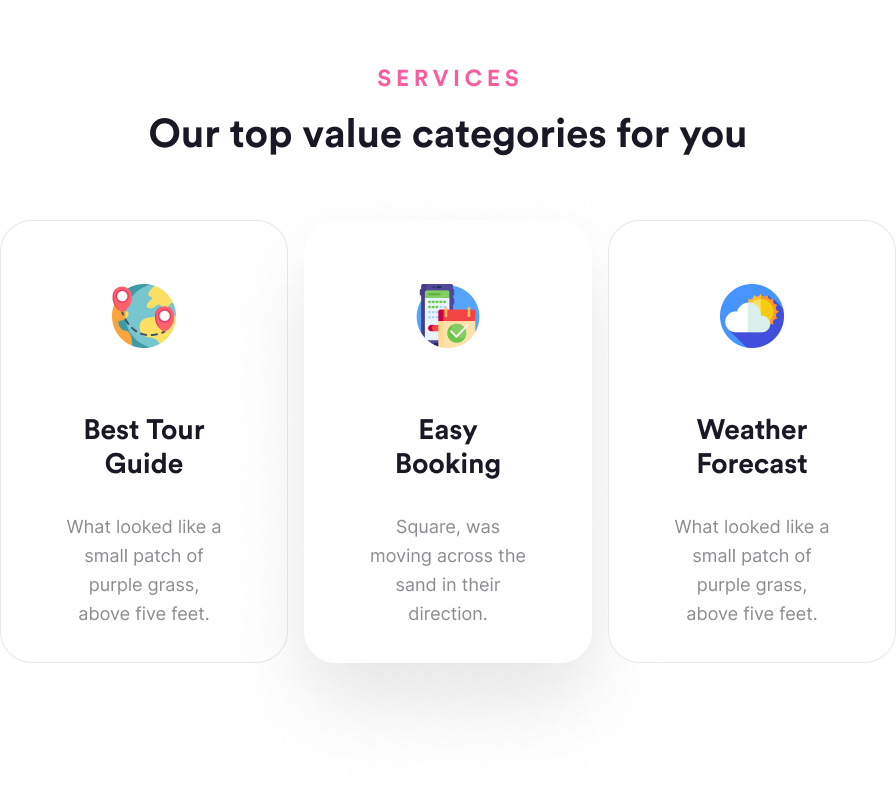 SERVICES
Our top value categories for you
Best Tour
Guide
What looked like a
small patch of
purple grass,
above five feet.
Easy
Booking
Square, was
moving across the
sand in their
direction.
Weather
Forecast
What looked like a
small patch of
purple grass,
above five feet.